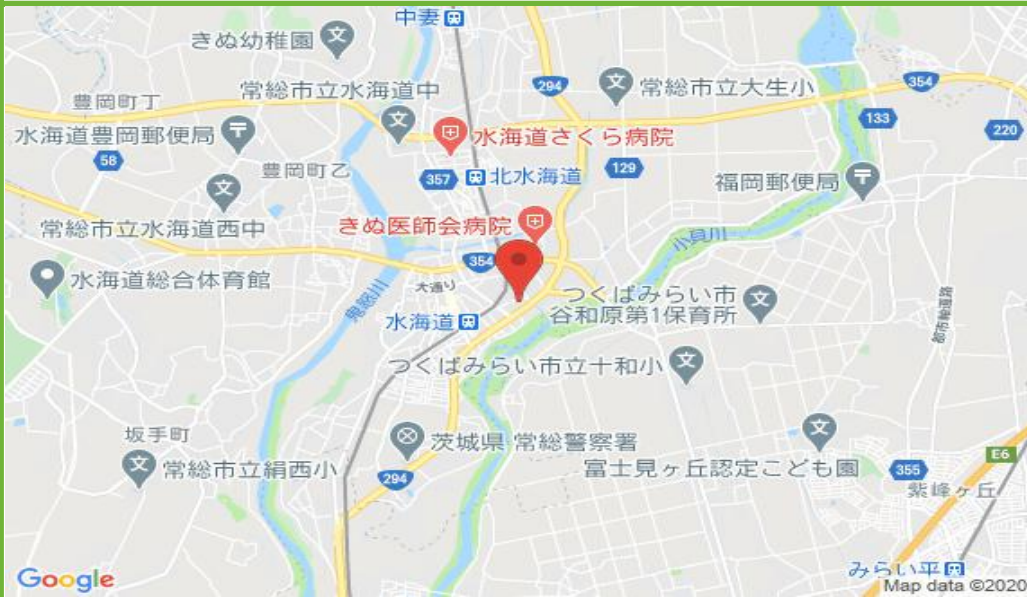 中妻
きぬ幼稚園
294
常総市立大生小
354
豊岡町丁
常総市立水海道中
133
220
水海道豊岡郵便局
水海道さくら病院
58
豊岡町乙
357
北水海道
129
福岡郵便局
常総市立水海道西中
きぬ医師会病院
小貝川
354
水海道総合体育館
大通り
鬼怒川
つくばみらい市
谷和原第1保育所
水海道
都市軸道路
つくばみらい市立十和小
坂手町
茨城県 常総警察署
常総市立絹西小
294
富士見ヶ丘認定こども園
355
E6
紫峰ヶ丘
みらい平
Google
Map data ©2020